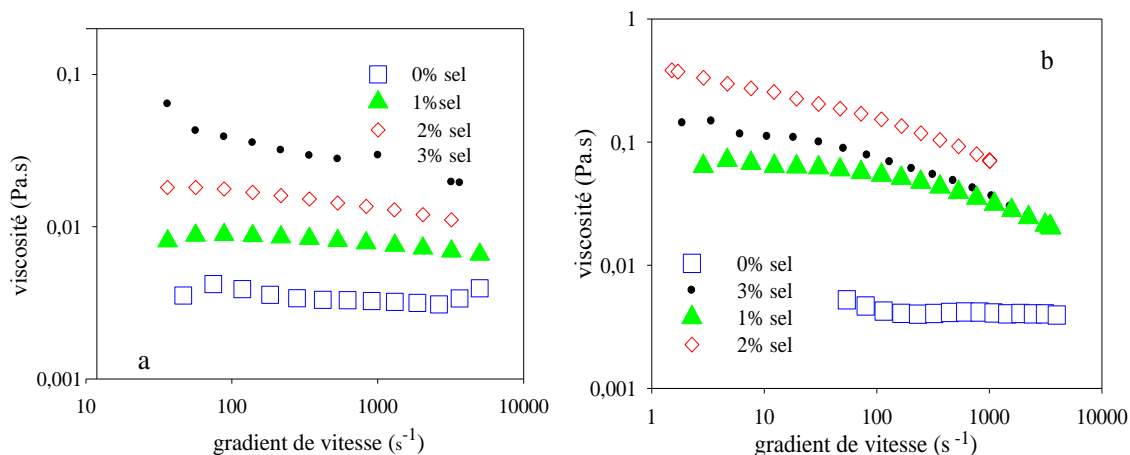 0,1
0,01
0,001
viscosité (Pa.s)
0% sel
1%sel
2% sel
3% sel
a
10
100
1000
10000
gradient de vitesse (s-1)
1
0,1
0,01
0,001
viscosité (Pa.s)
b
0% sel
3% sel
1% sel
2% sel
1
10
100
1000
10000
gradient de vitesse (s-1)